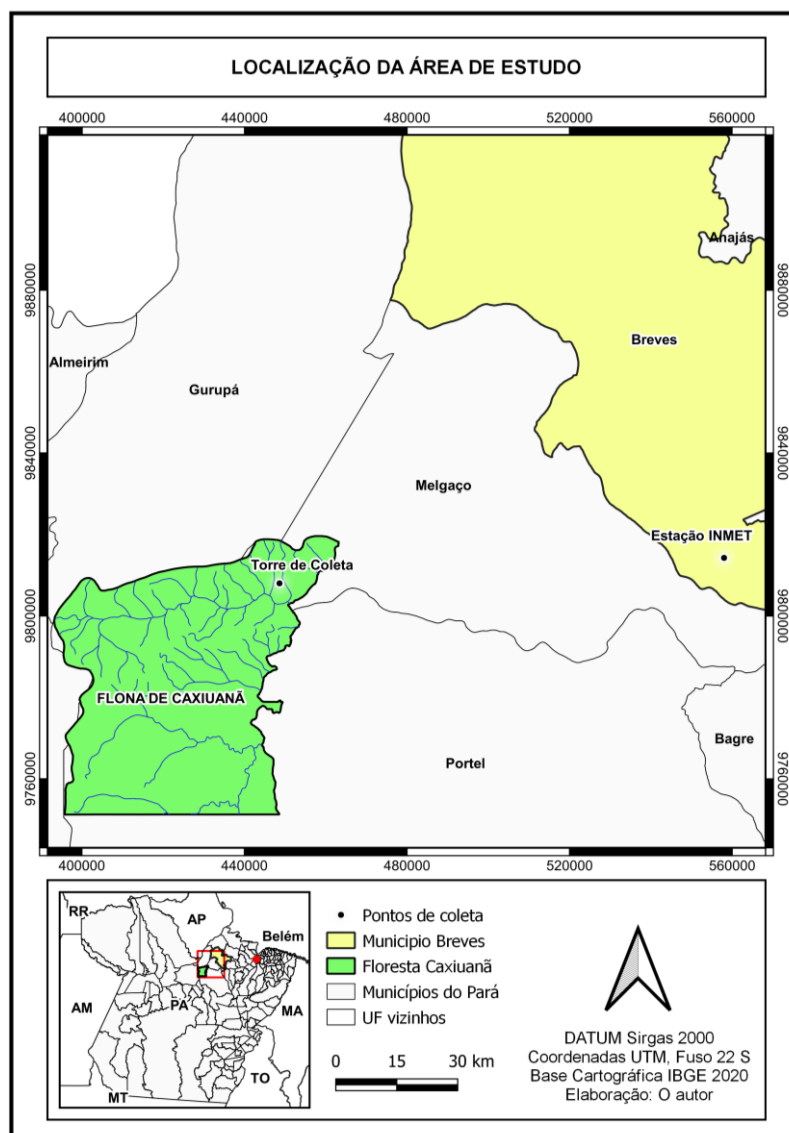 LOCALIZAÇÃO DA ÁREA DE ESTUDO
400000 440000 480000 520000 560000
Anajás
9880000 9880000
Breves
Almeirim
Gurupá
9840000 9840000
Melgaço
Estação INMET
Torre de Coleta
9800000 9800000
FLONA DE CAXIUANÃ
Bagre
Portel
9760000 9760000
400000 440000 480000 520000 560000
RR
AP
Belém
AM
PA
MA
TO
MT
Pontos de coleta
Municipio Breves
Floresta Caxiuanã
Municípios do Pará
UF vizinhos
0 15 30 km
DATUM Sirgas 2000
Coordenadas UTM, Fuso 22 S
Base Cartográfica IBGE 2020
Elaboração: O autor